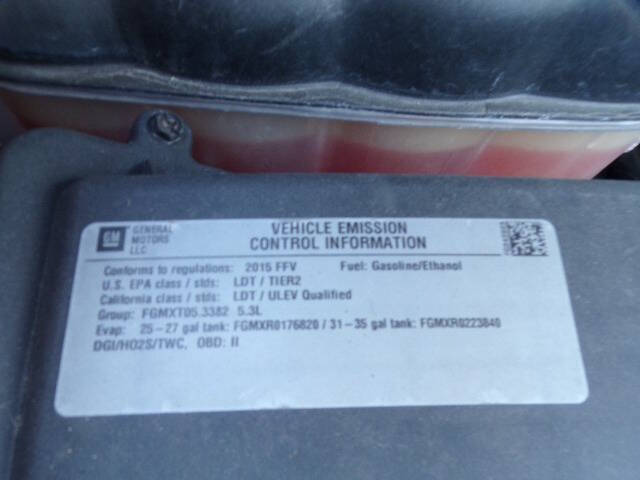 GM
GENERAL
MOTORS
LLC
VEHICLE EMISSION
CONTROL INFORMATION
Conforms to regulations: 2015 FFV Fuel: Gasoline/Ethanol
U.S. EPA class / stds: LDT / TIER2
California class / stds: LDT / ULEV Qualified
Group: FGMXT05.3382 5.3L
Evap: 25-27 gal tank: FGMXR0176820 / 31-35 gal tank: FGMXR0223840
DGI/HO2S/TWC, OBD: II